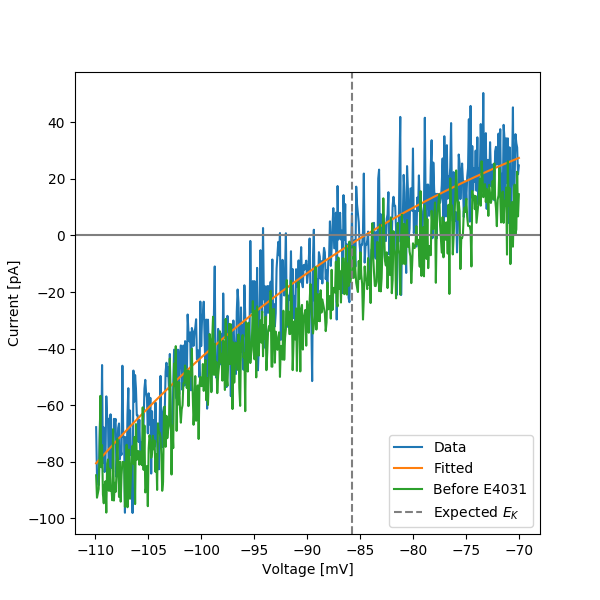 40
20
0
−20
−40
−60
−80
−100
Current [pA]
−110 −105 −100 −95 −90 −85 −80 −75 −70
Voltage [mV]
Data
Fitted
Before E4031
Expected E_K